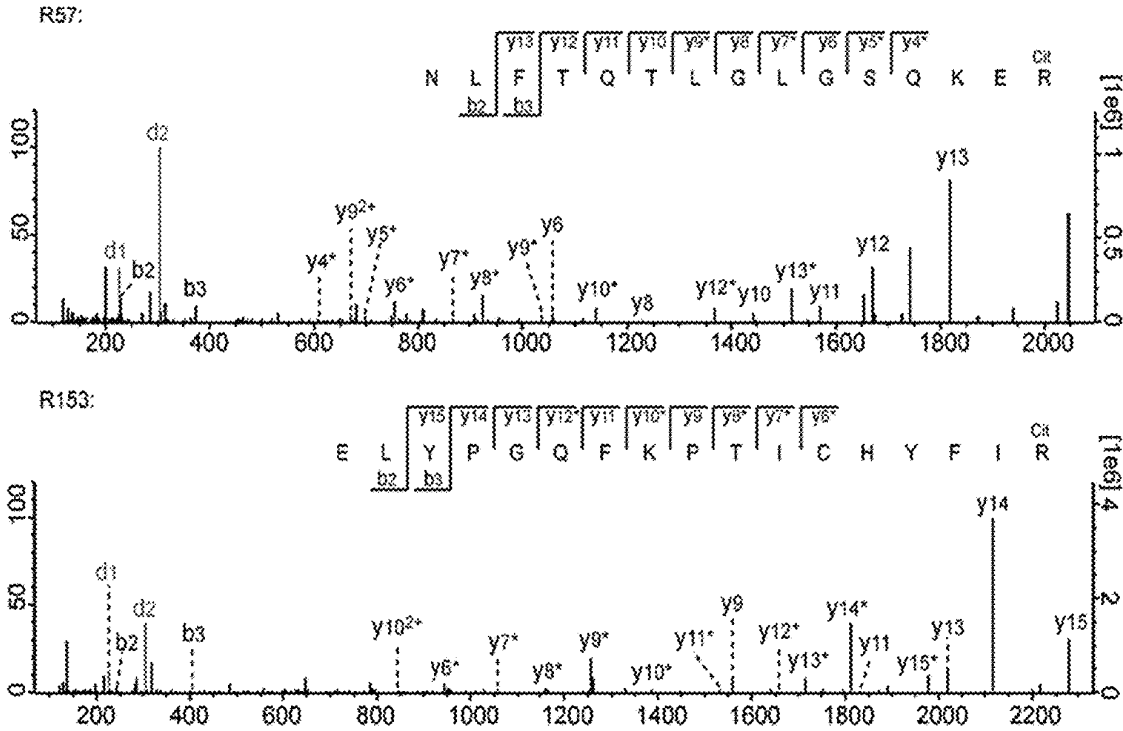 R57:
y13 y12 y11 y10 y9* y8 y7* y6 y5* y4*
Cit
N L F T Q T L G L G S Q K E R
b2 b3
[1e6]
100
50
0
d2
d1
b2
b3
y4*
y9²⁺
y5*
y6*
y7*
y8*
y9*
y6
y10*
y8
y12*
y10
y13*
y11
y12
y13
1
0.5
0
200 400 600 800 1000 1200 1400 1600 1800 2000
R153:
y15 y14 y13 y12* y11 y10* y9 y8* y7* y6*
Cit
E L Y P G Q F K P T I C H Y F I R
b2 b3
[1e6]
100
50
0
d1
b2
d2
b3
y10²⁺
y6*
y7*
y8*
y9*
y10*
y11*
y9
y12*
y13*
y14*
y11
y15*
y13
y14
y15
4
2
0
200 400 600 800 1000 1200 1400 1600 1800 2000 2200